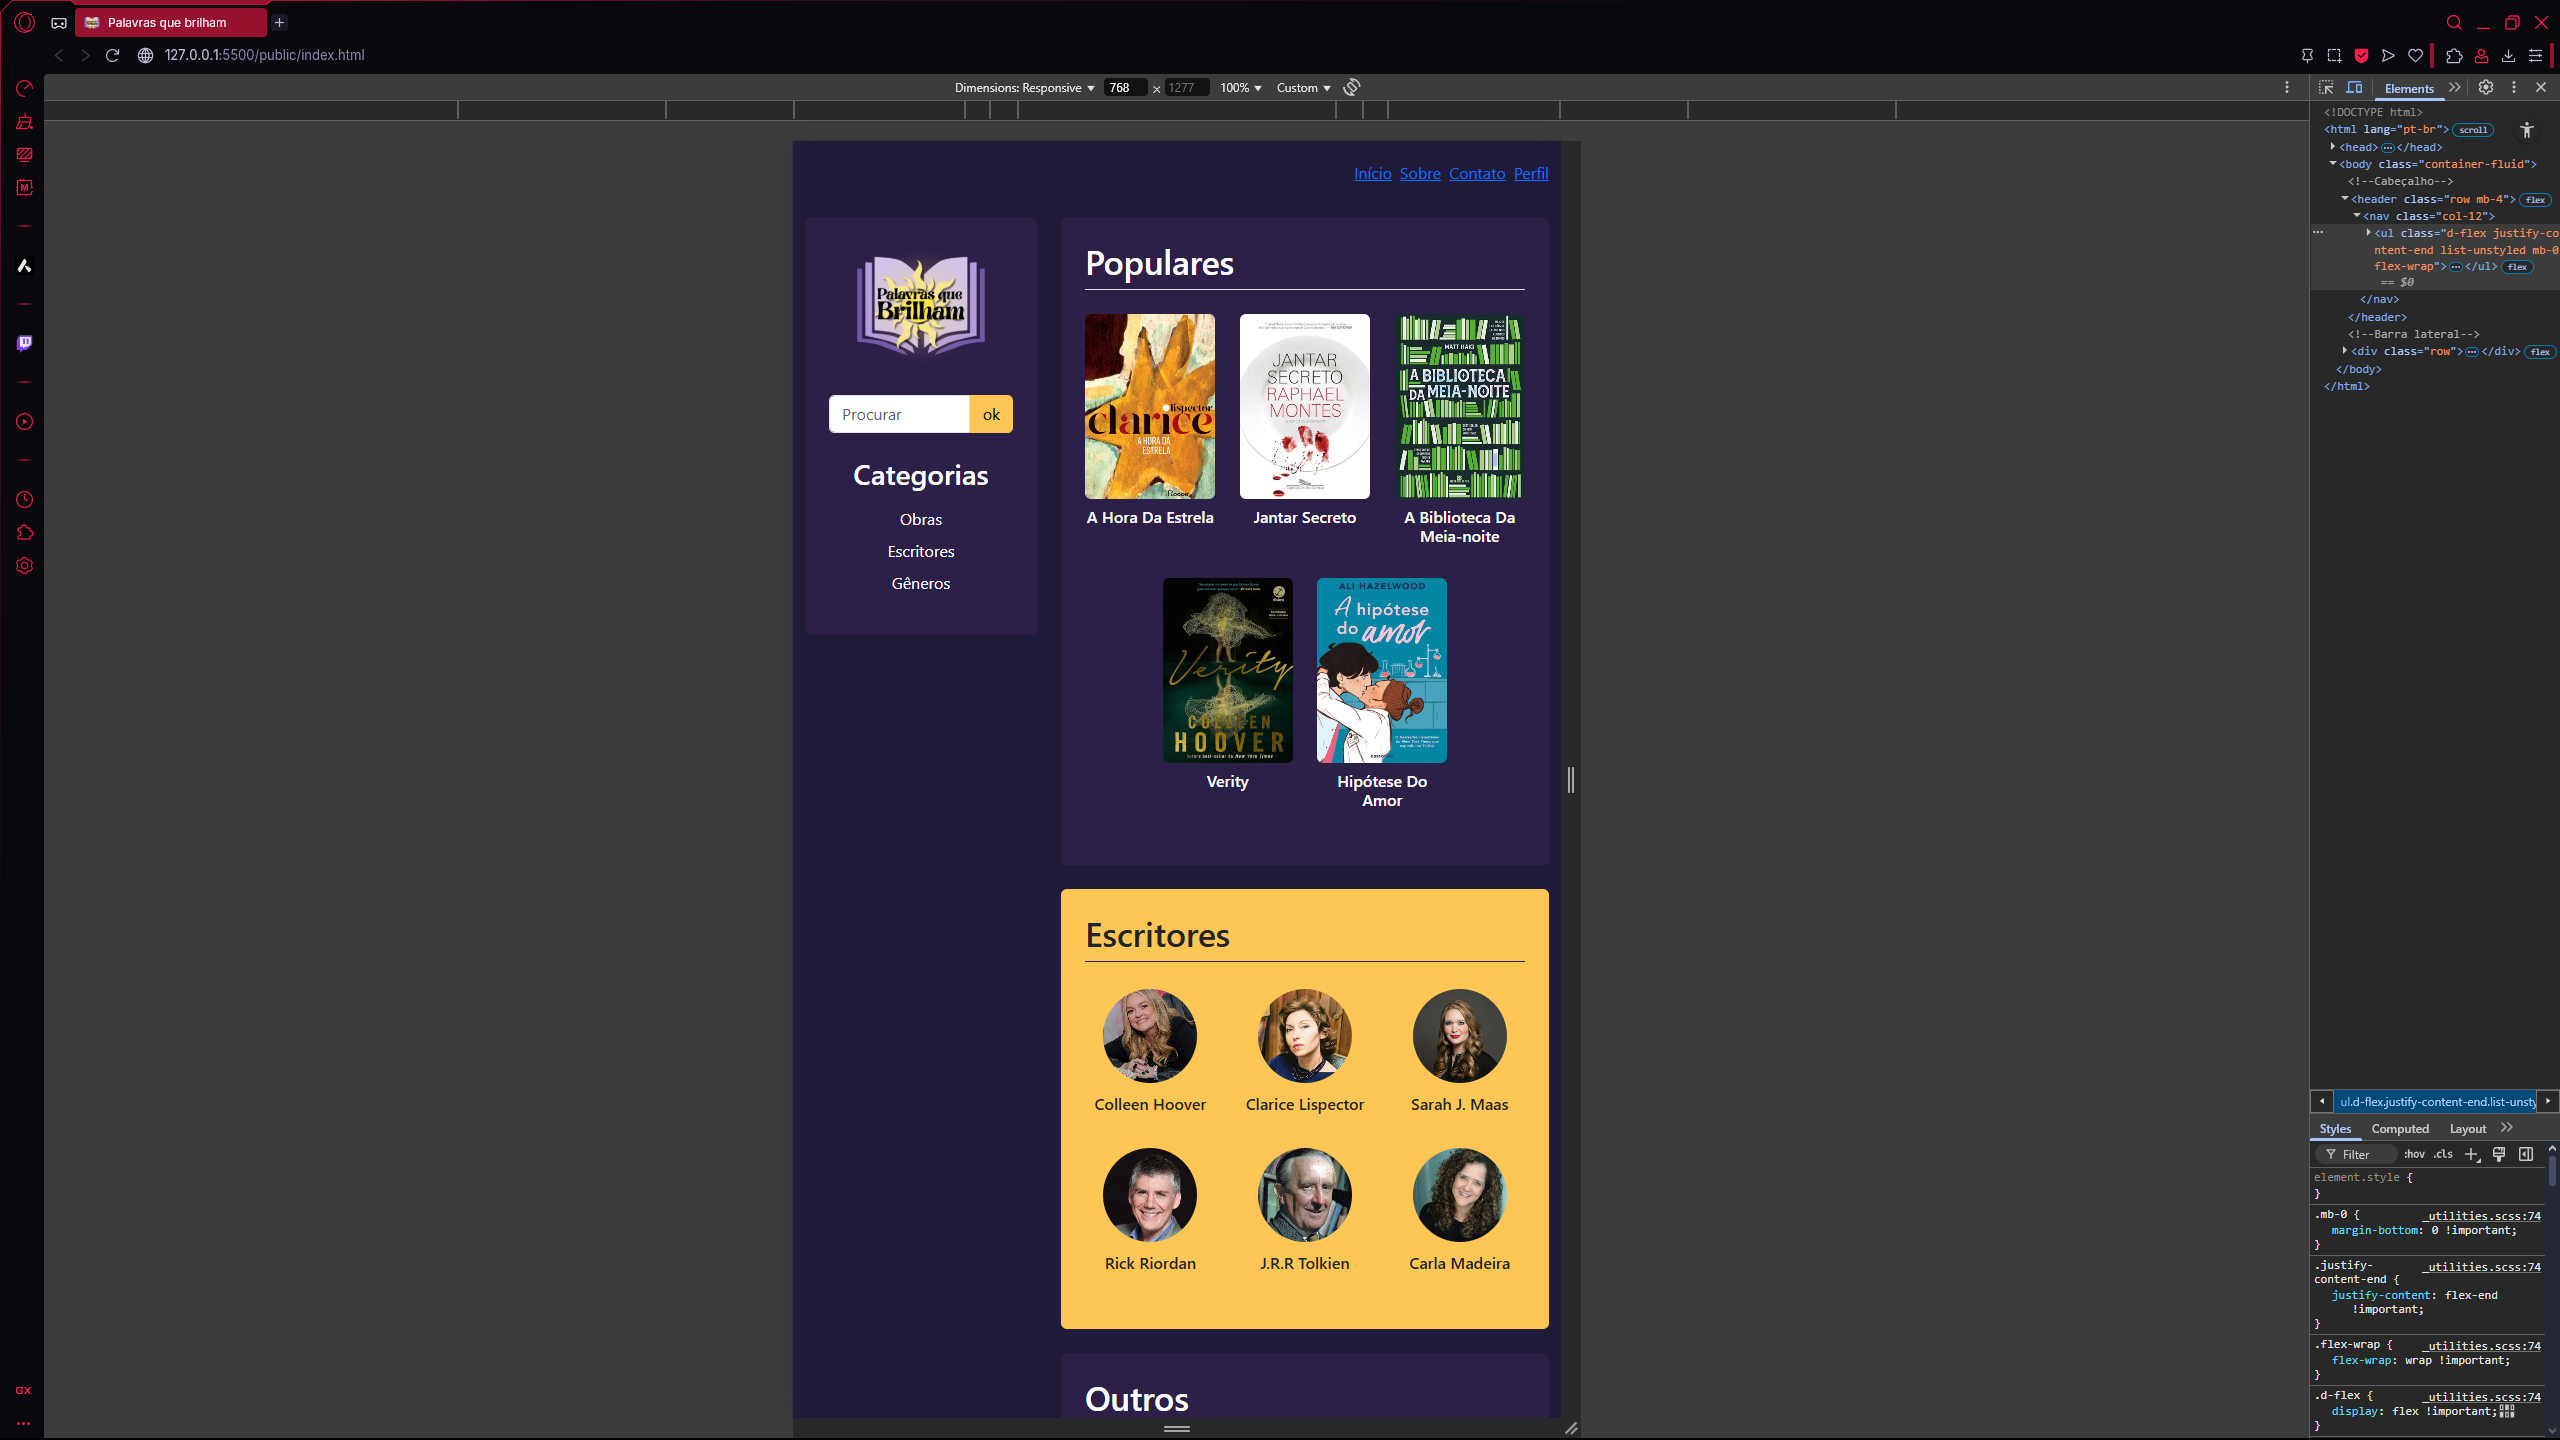 Palavras que brilham
127.0.0.1:5500/public/index.html
Dimensions: Responsive 768 × 1277 100% Custom
Início Sobre Contato Perfil
Palavras que
Brilham
Procurar ok
Categorias
Obras
Escritores
Gêneros
Populares
clarice
lispector
A HORA DA
ESTRELA
Rocco
JANTAR
SECRETO
RAPHAEL
MONTES
MATT HAIG
A BIBLIOTECA
DA MEIA-NOITE
A Hora Da Estrela
Jantar Secreto
A Biblioteca Da
Meia-noite
Verity
COLLEEN
HOOVER
ALI HAZELWOOD
A hipótese
do amor
Verity
Hipótese Do
Amor
Escritores
Colleen Hoover
Clarice Lispector
Sarah J. Maas
Rick Riordan
J.R.R Tolkien
Carla Madeira
Outros
GX
Elements
<!DOCTYPE html>
<html lang="pt-br"> scroll
<head> </head>
<body class="container-fluid">
<!--Cabeçalho-->
<header class="row mb-4"> flex
<nav class="col-12">
<ul class="d-flex justify-co
ntent-end list-unstyled mb-0
flex-wrap"> </ul> flex
== $0
</nav>
</header>
<!--Barra lateral-->
<div class="row"> </div> flex
</body>
</html>
ul.d-flex.justify-content-end.list-unsty
Styles Computed Layout
Filter :hov .cls
element.style {
}
.mb-0 { _utilities.scss:74
margin-bottom: 0 !important;
}
.justify- _utilities.scss:74
content-end {
justify-content: flex-end
!important;
}
.flex-wrap { _utilities.scss:74
flex-wrap: wrap !important;
}
.d-flex { _utilities.scss:74
display: flex !important;
}